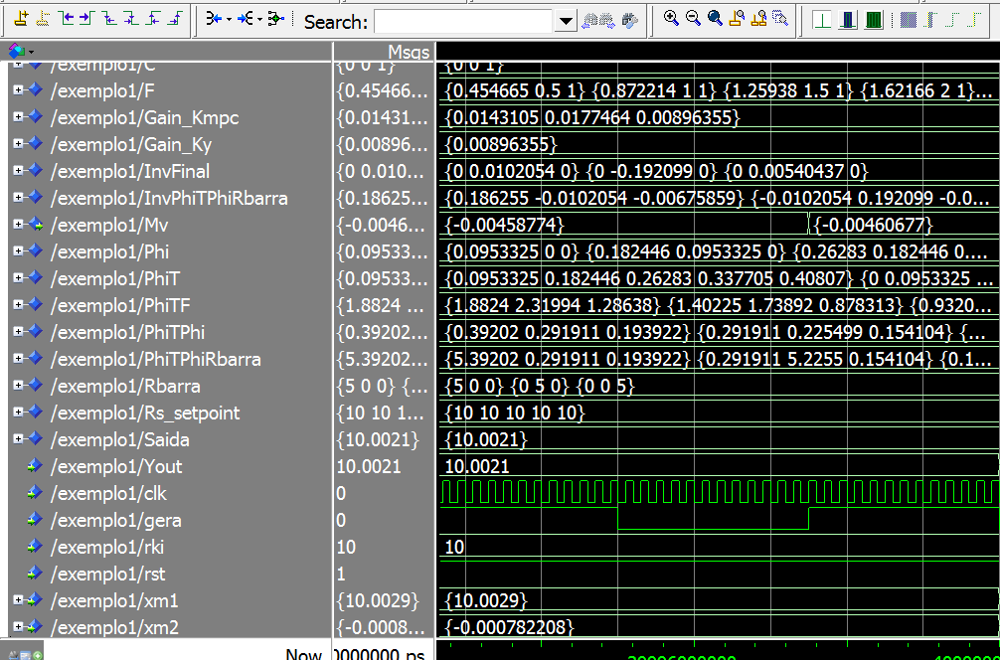 Search:
Msgs
/exemplo1/C {0 0 1} {0 0 1}
/exemplo1/F {0.45466... {0.454665 0.5 1} {0.872214 1 1} {1.25938 1.5 1} {1.62166 2 1}...
/exemplo1/Gain_Kmpc {0.01431... {0.0143105 0.0177464 0.00896355}
/exemplo1/Gain_Ky {0.00896... {0.00896355}
/exemplo1/InvFinal {0 0.010... {0 0.0102054 0} {0 -0.192099 0} {0 0.00540437 0}
/exemplo1/InvPhiTPhiRbarra {0.18625... {0.186255 -0.0102054 -0.00675859} {-0.0102054 0.192099 -0.0...
/exemplo1/Mv {-0.0046... {-0.00458774} {-0.00460677}
/exemplo1/Phi {0.09533... {0.0953325 0 0} {0.182446 0.0953325 0} {0.26283 0.182446 0....
/exemplo1/PhiT {0.09533... {0.0953325 0.182446 0.26283 0.337705 0.40807} {0 0.0953325 ...
/exemplo1/PhiTF {1.8824 ... {1.8824 2.31994 1.28638} {1.40225 1.73892 0.878313} {0.9320...
/exemplo1/PhiTPhi {0.39202... {0.39202 0.291911 0.193922} {0.291911 0.225499 0.154104} {...
/exemplo1/PhiTPhiRbarra {5.39202... {5.39202 0.291911 0.193922} {0.291911 5.2255 0.154104} {0.1...
/exemplo1/Rbarra {5 0 0} {... {5 0 0} {0 5 0} {0 0 5}
/exemplo1/Rs_setpoint {10 10 1... {10 10 10 10 10}
/exemplo1/Saida {10.0021} {10.0021}
/exemplo1/Yout 10.0021 10.0021
/exemplo1/clk 0
/exemplo1/gera 0
/exemplo1/rki 10 10
/exemplo1/rst 1
/exemplo1/xm1 {10.0029} {10.0029}
/exemplo1/xm2 {-0.0008... {-0.000782208}
Now